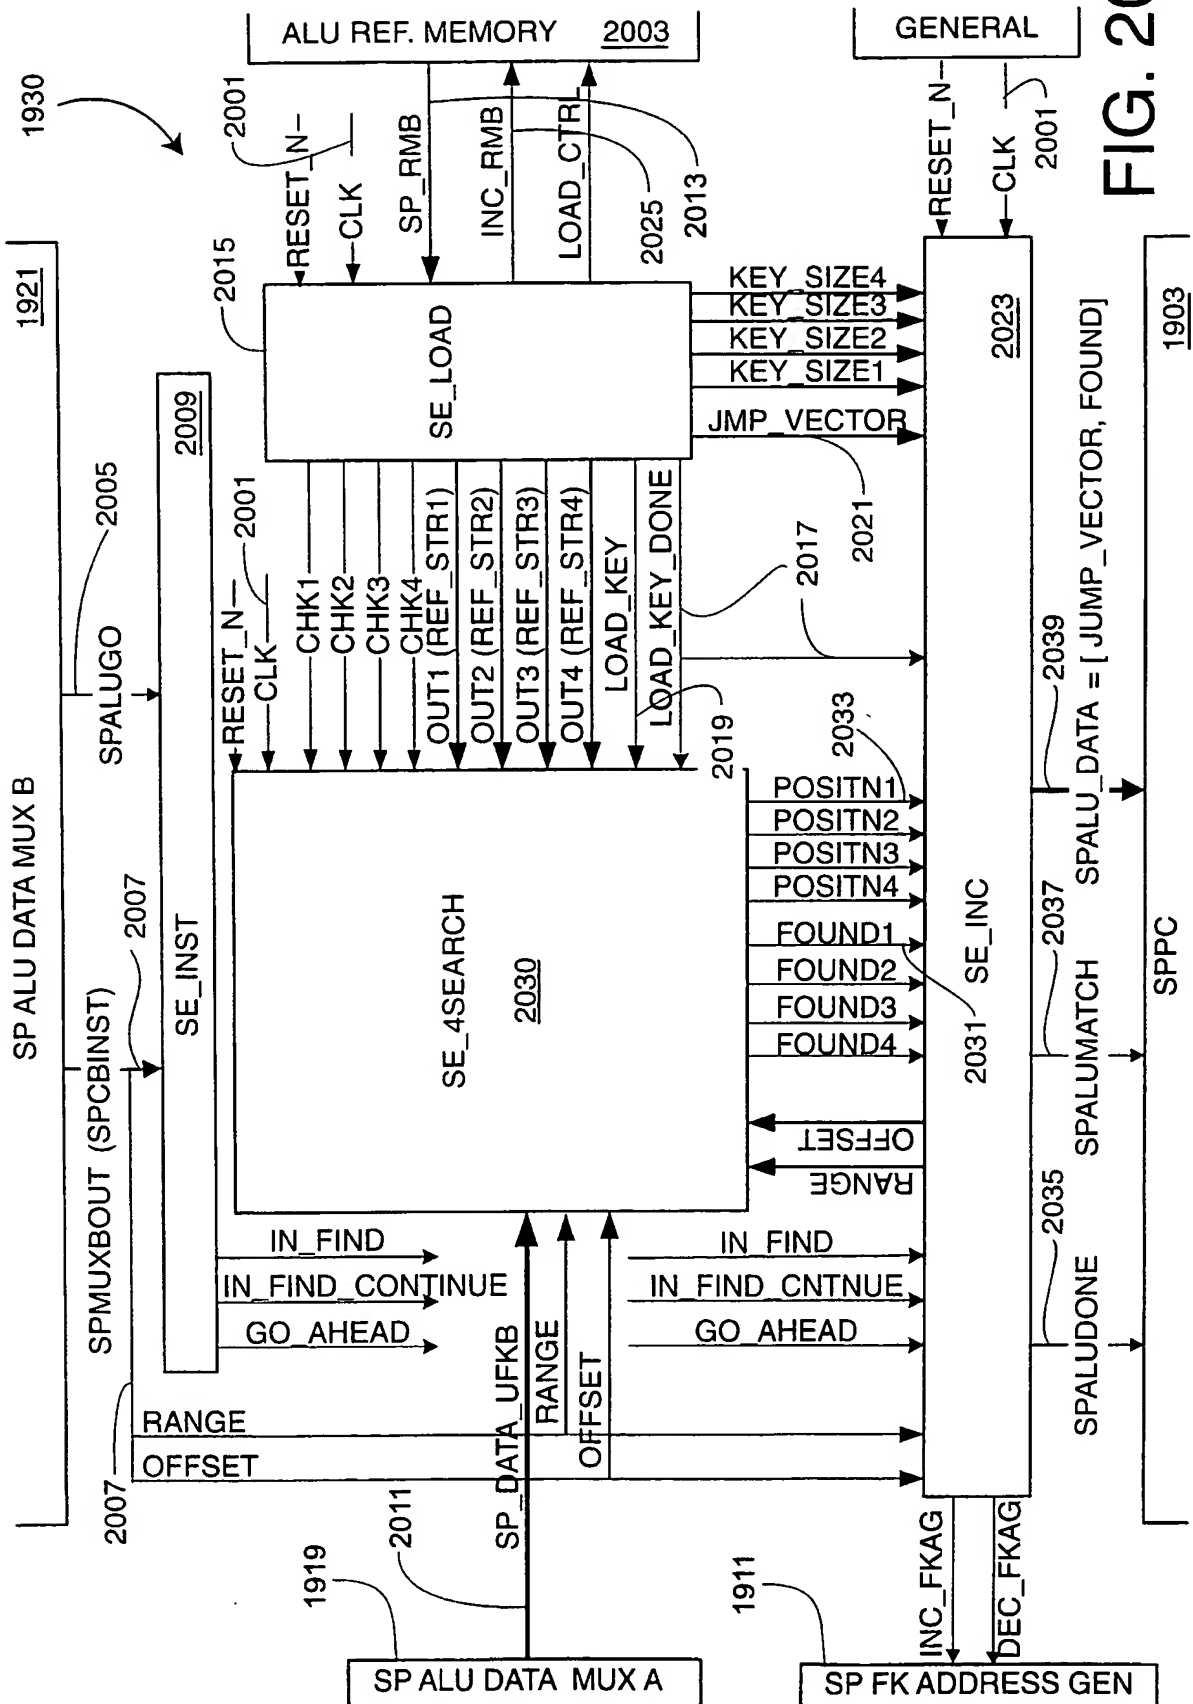 1930
ALU REF. MEMORY 2003
GENERAL
FIG. 20
SP ALU DATA MUX B
1921
2005
2009
2001
RESET_N
CLK
SP_RMB
INC_RMB
LOAD_CTRL
2025
2013
RESET_N
CLK
2001
2015
SE_LOAD
KEY_SIZE4
KEY_SIZE3
KEY_SIZE2
KEY_SIZE1
JMP_VECTOR
2021
2023
SPALUGO
2001
RESET_N
CLK
CHK1
CHK2
CHK3
CHK4
OUT1 (REF_STR1)
OUT2 (REF_STR2)
OUT3 (REF_STR3)
OUT4 (REF_STR4)
LOAD_KEY
LOAD_KEY_DONE
2017
2019
SPMUXBOUT (SPCBINST)
2007
SE_INST
SE_4SEARCH
2030
POSITN1
POSITN2
POSITN3
POSITN4
2033
FOUND1
FOUND2
FOUND3
FOUND4
2031
SE_INC
OFFSET
RANGE
IN_FIND
IN_FIND_CONTINUE
GO_AHEAD
IN_FIND
IN_FIND_CNTNUE
GO_AHEAD
2007
RANGE
OFFSET
SP_DATA_UFKB
RANGE
OFFSET
2011
1919
SP ALU DATA MUX A
1911
INC_FKAG
DEC_FKAG
SP FK ADDRESS GEN
2035
SPALUDONE
2037
SPALUMATCH
2039
SPALU_DATA = [ JUMP_VECTOR, FOUND]
SPPC
1903